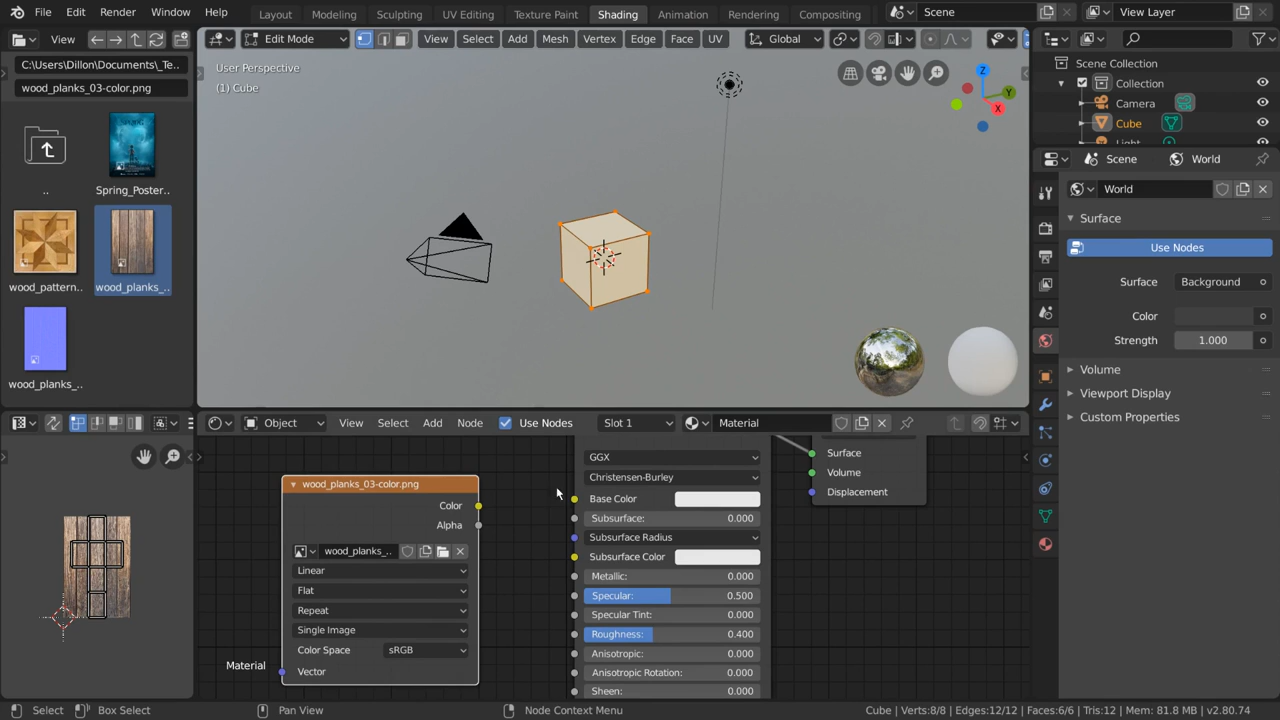 File Edit Render Window Help
Layout Modeling Sculpting UV Editing Texture Paint Shading Animation Rendering Compositing
Scene
View Layer
View
C:\Users\Dillon\Documents\_Te..
wood_planks_03-color.png
..
Spring_Poster..
wood_pattern..
wood_planks_..
wood_planks_..
Edit Mode View Select Add Mesh Vertex Edge Face UV Global
User Perspective
(1) Cube
Z
Y
X
Scene Collection
Collection
Camera
Cube
Light
Scene World
World
Surface
Use Nodes
Surface Background
Color
Strength 1.000
Volume
Viewport Display
Custom Properties
Object View Select Add Node Use Nodes Slot 1 Material
wood_planks_03-color.png
Color
Alpha
wood_planks_..
Linear
Flat
Repeat
Single Image
Color Space sRGB
Vector
Material
GGX
Christensen-Burley
Base Color
Subsurface: 0.000
Subsurface Radius
Subsurface Color
Metallic: 0.000
Specular: 0.500
Specular Tint: 0.000
Roughness: 0.400
Anisotropic: 0.000
Anisotropic Rotation: 0.000
Sheen: 0.000
Surface
Volume
Displacement
Select Box Select Pan View Node Context Menu
Cube | Verts:8/8 | Edges:12/12 | Faces:6/6 | Tris:12 | Mem: 81.8 MB | v2.80.74